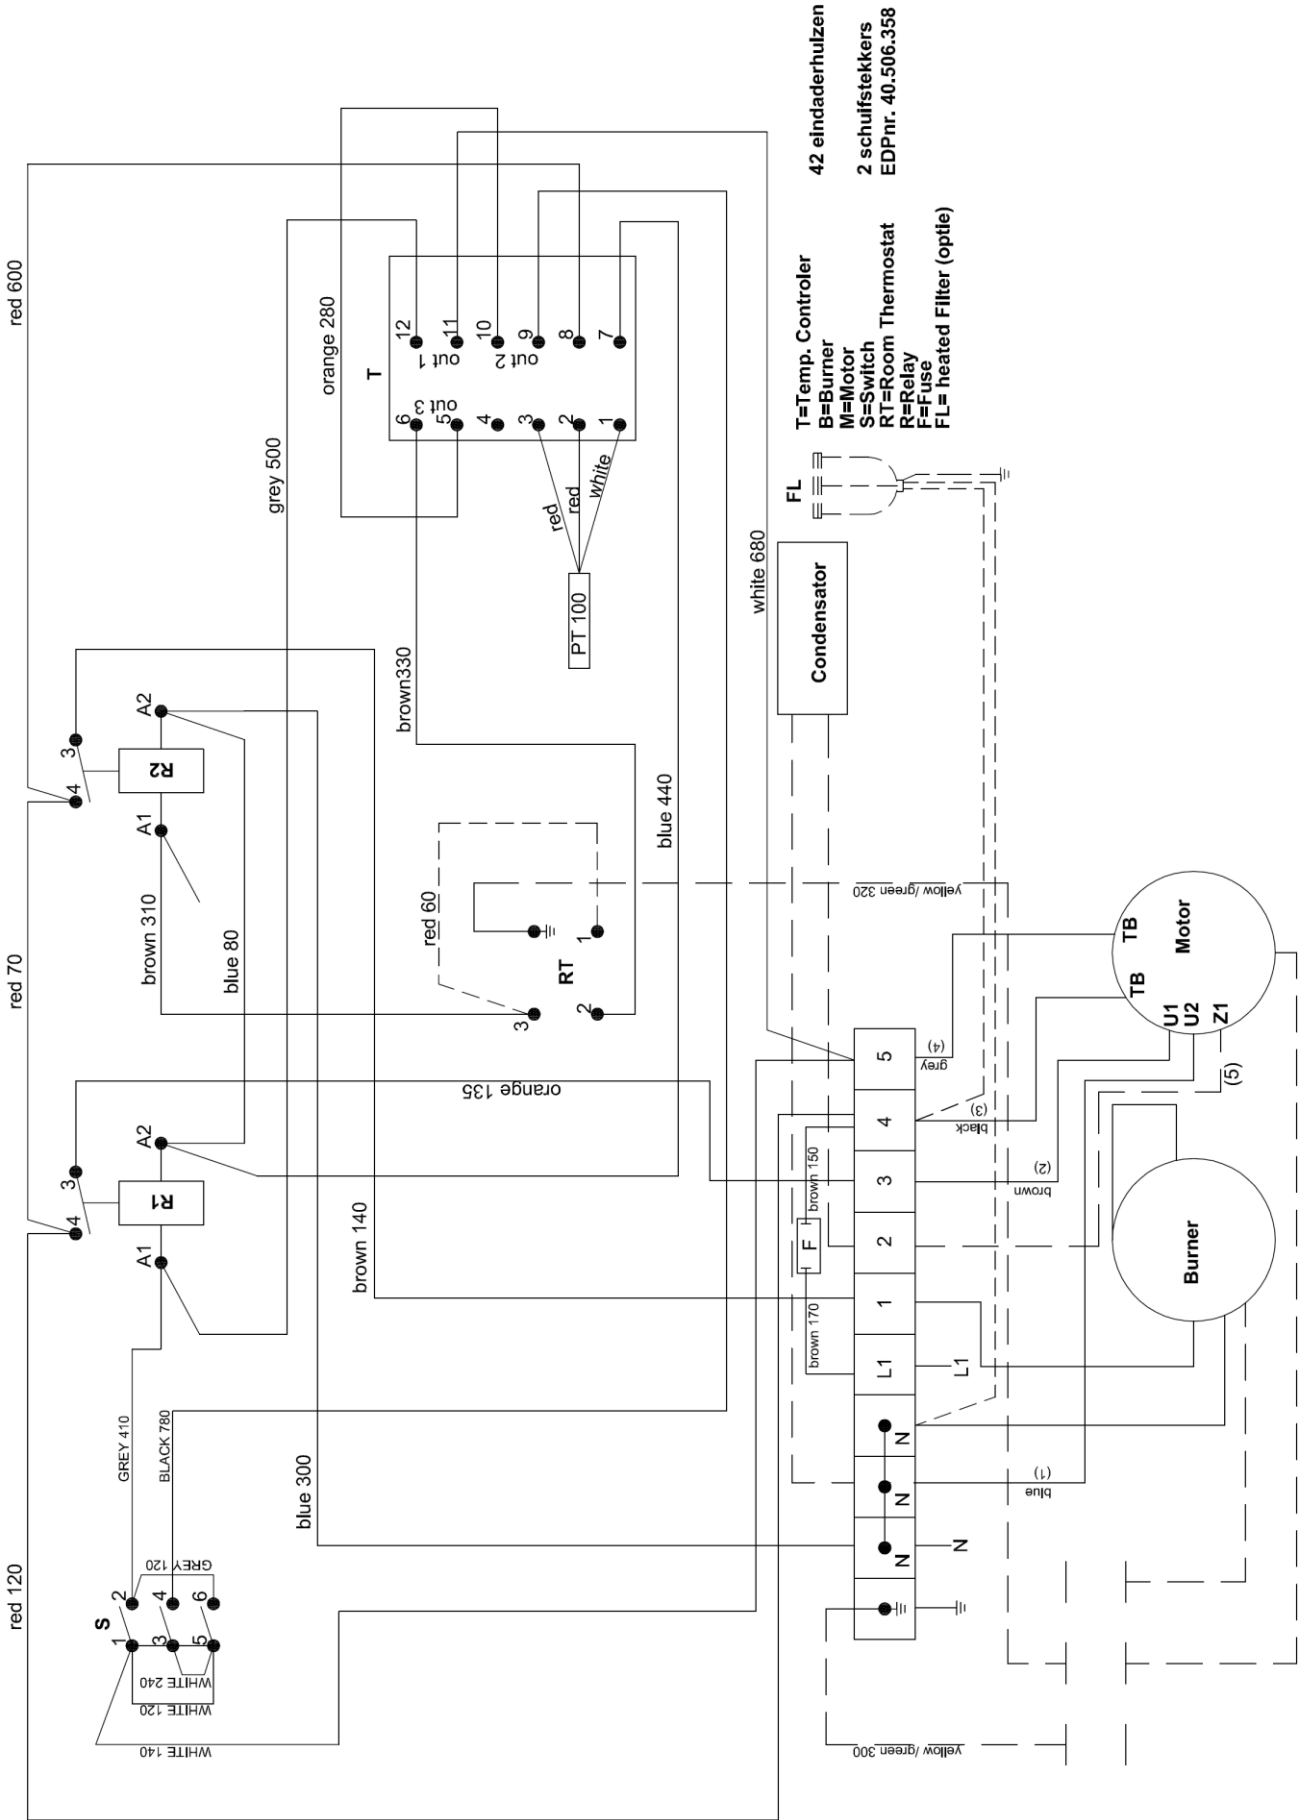 red 120
red 70
red 600
S
1
2
3
4
5
6
GREY 410
BLACK 780
GREY 120
WHITE 240
WHITE 120
WHITE 140
4
3
A1
R1
A2
4
3
A1
R2
A2
brown 310
blue 80
grey 500
orange 280
T
6
5
4
3
2
1
out 3
12
11
10
9
8
7
out 1
out 2
red
red
white
PT 100
brown330
blue 300
brown 140
orange 135
red 60
3
2
1
RT
blue 440
white 680
yellow/green 320
yellow/green 300
brown 170
F
brown 150
N
N
N
L1
1
2
3
4
5
N
L1
blue
(1)
brown
(2)
black
(3)
grey
(4)
(5)
Burner
Motor
U1
U2
Z1
TB
TB
Condensator
FL
T=Temp. Controler
B=Burner
M=Motor
S=Switch
RT=Room Thermostat
R=Relay
F=Fuse
FL= heated Filter (optie)
42 eindaderhulzen
2 schuifstekkers
EDPnr. 40.506.358